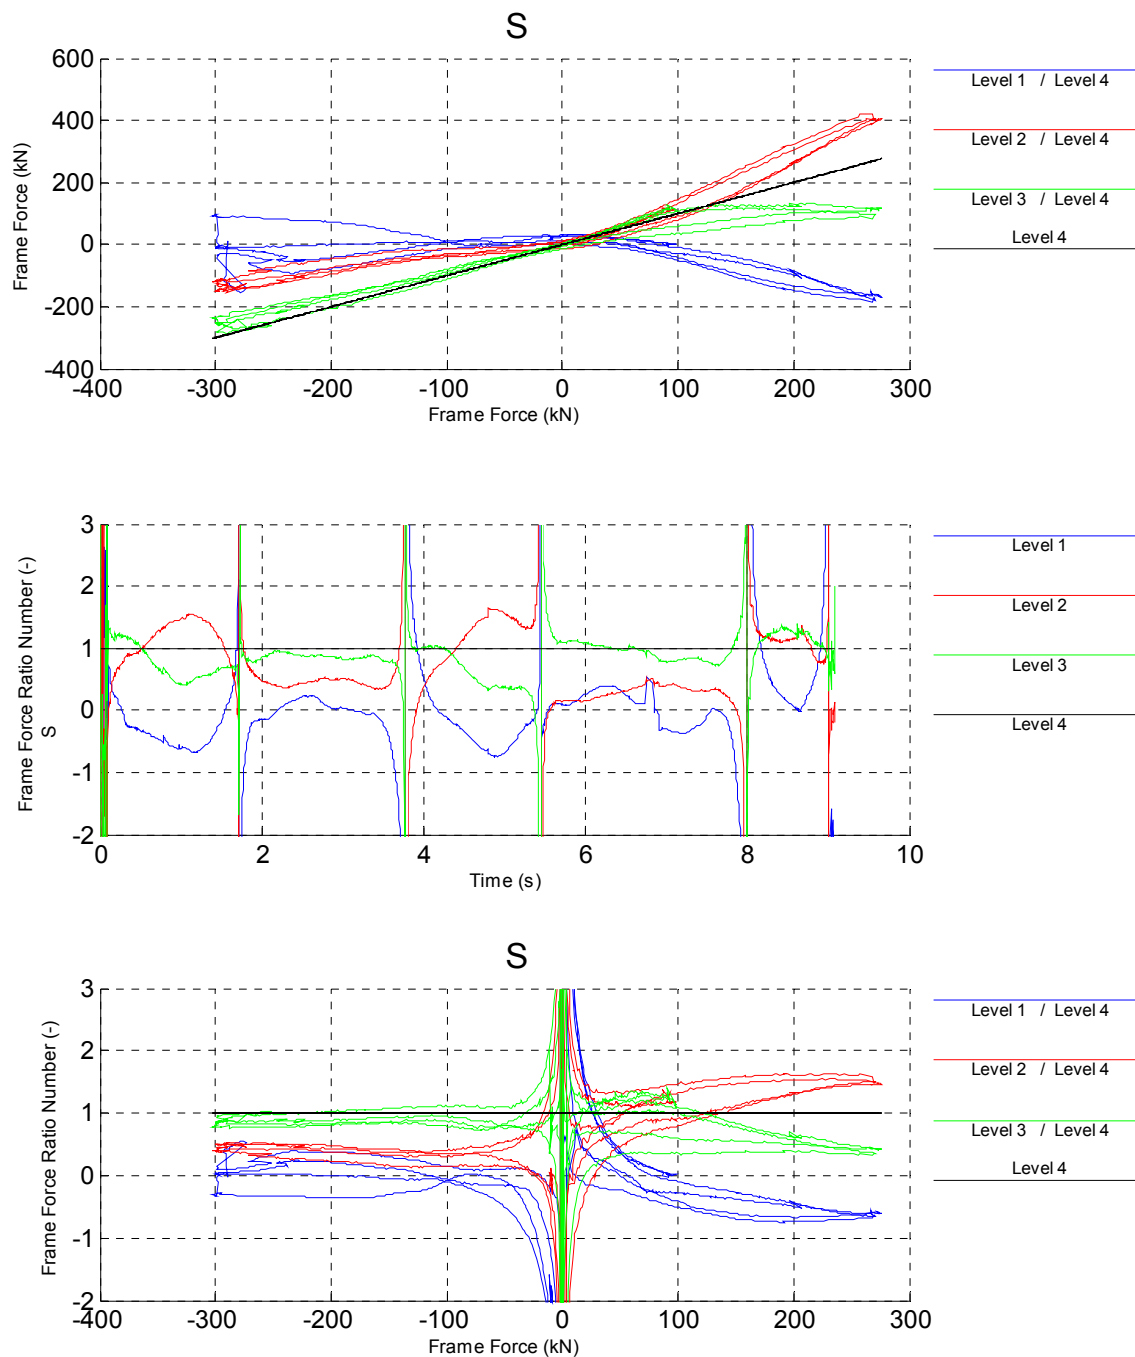 S
600
400
200
0
-200
-400
-400 -300 -200 -100 0 100 200 300
Frame Force (kN)
Frame Force (kN)
Level 1 / Level 4
Level 2 / Level 4
Level 3 / Level 4
Level 4
3
2
1
0
-1
-2
0 2 4 6 8 10
Time (s)
Frame Force Ratio Number (-)
S
Level 1
Level 2
Level 3
Level 4
S
3
2
1
0
-1
-2
-400 -300 -200 -100 0 100 200 300
Frame Force (kN)
Frame Force Ratio Number (-)
Level 1 / Level 4
Level 2 / Level 4
Level 3 / Level 4
Level 4